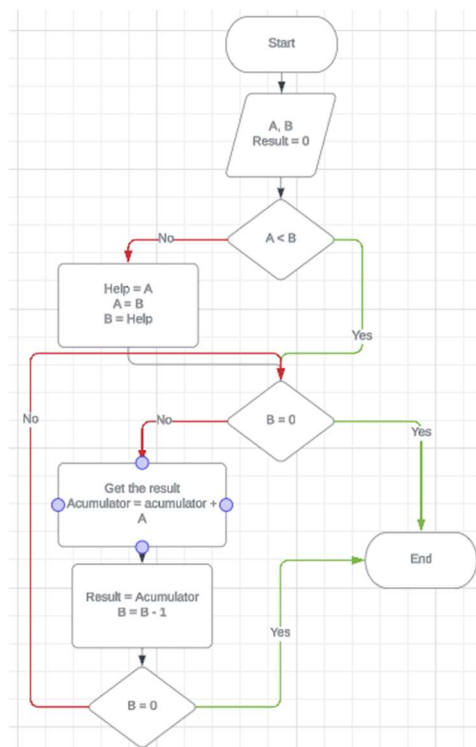 Start
A, B
Result = 0
A < B
No
Help = A
A = B
B = Help
Yes
No
B = 0
No
Yes
Get the result
Acumulator = acumulator +
A
End
Result = Acumulator
B = B - 1
Yes
B = 0